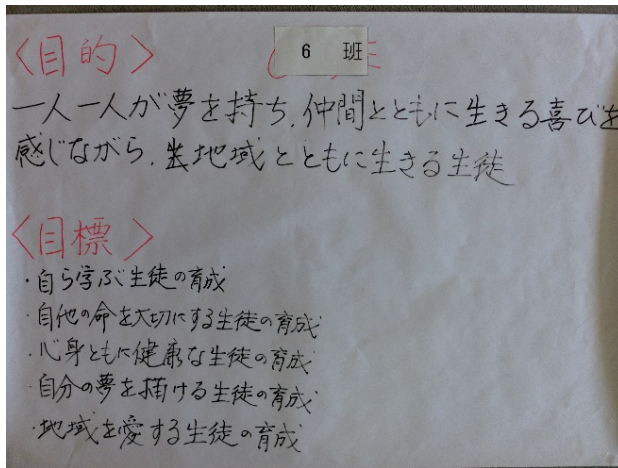 〈目的〉
6 班
一人一人が夢を持ち、仲間とともに生きる喜びを
感じながら、地域とともに生きる生徒
〈目標〉
・自ら学ぶ生徒の育成
・自他の命を大切にする生徒の育成
・心身ともに健康な生徒の育成
・自分の夢を描ける生徒の育成
・地域を愛する生徒の育成